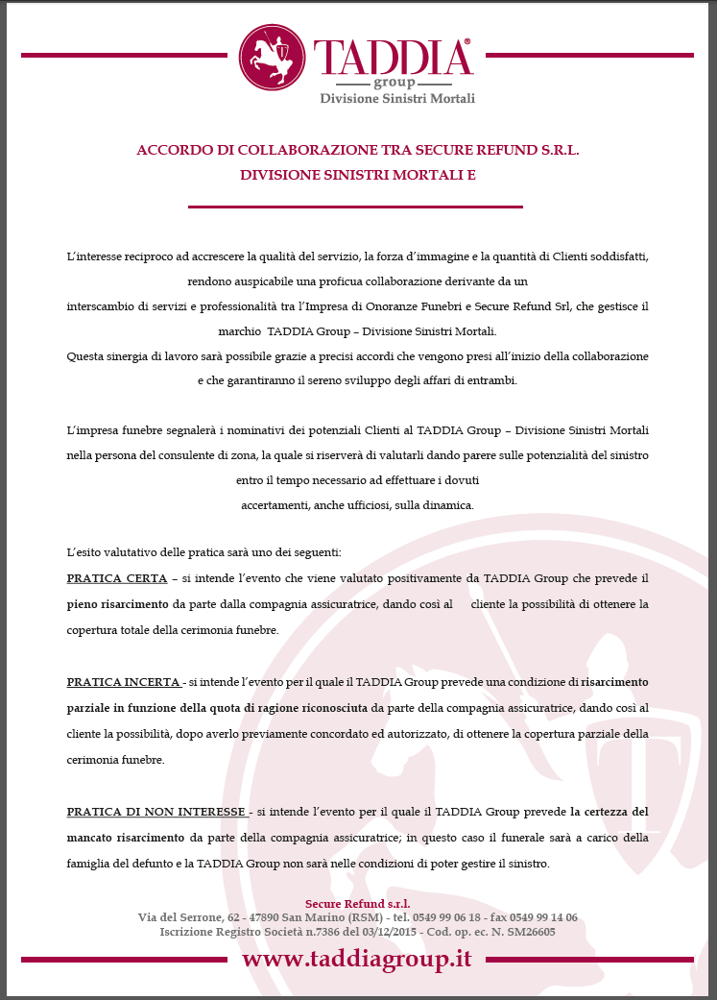 TADDIA®
group
Divisione Sinistri Mortali
ACCORDO DI COLLABORAZIONE TRA SECURE REFUND S.R.L.
DIVISIONE SINISTRI MORTALI E
L'interesse reciproco ad accrescere la qualità del servizio, la forza d'immagine e la quantità di Clienti soddisfatti,
rendono auspicabile una proficua collaborazione derivante da un
interscambio di servizi e professionalità tra l'Impresa di Onoranze Funebri e Secure Refund Srl, che gestisce il
marchio TADDIA Group – Divisione Sinistri Mortali.
Questa sinergia di lavoro sarà possibile grazie a precisi accordi che vengono presi all'inizio della collaborazione
e che garantiranno il sereno sviluppo degli affari di entrambi.
L'impresa funebre segnalerà i nominativi dei potenziali Clienti al TADDIA Group – Divisione Sinistri Mortali
nella persona del consulente di zona, la quale si riserverà di valutarli dando parere sulle potenzialità del sinistro
entro il tempo necessario ad effettuare i dovuti
accertamenti, anche ufficiosi, sulla dinamica.
L'esito valutativo delle pratica sarà uno dei seguenti:
PRATICA CERTA – si intende l'evento che viene valutato positivamente da TADDIA Group che prevede il
pieno risarcimento da parte dalla compagnia assicuratrice, dando così al cliente la possibilità di ottenere la
copertura totale della cerimonia funebre.
PRATICA INCERTA - si intende l'evento per il quale il TADDIA Group prevede una condizione di risarcimento
parziale in funzione della quota di ragione riconosciuta da parte della compagnia assicuratrice, dando così al
cliente la possibilità, dopo averlo previamente concordato ed autorizzato, di ottenere la copertura parziale della
cerimonia funebre.
PRATICA DI NON INTERESSE - si intende l'evento per il quale il TADDIA Group prevede la certezza del
mancato risarcimento da parte della compagnia assicuratrice; in questo caso il funerale sarà a carico della
famiglia del defunto e la TADDIA Group non sarà nelle condizioni di poter gestire il sinistro.
Secure Refund s.r.l.
Via del Serrone, 62 - 47890 San Marino (RSM) - tel. 0549 99 06 18 - fax 0549 99 14 06
Iscrizione Registro Società n.7386 del 03/12/2015 - Cod. op. ec. N. SM26605
www.taddiagroup.it